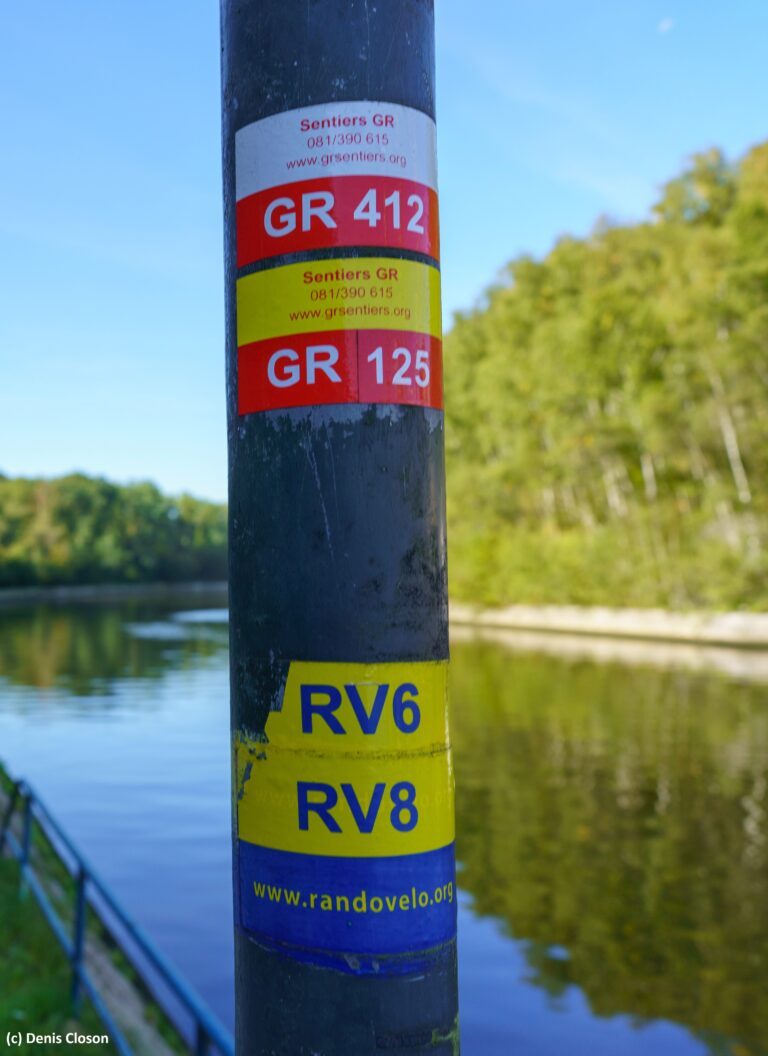 Sentiers GR
081/390 615
www.grsentiers.org
GR 412
Sentiers GR
081/390 615
www.grsentiers.org
GR 125
RV6
RV8
www.randovelo.org
(c) Denis Closon